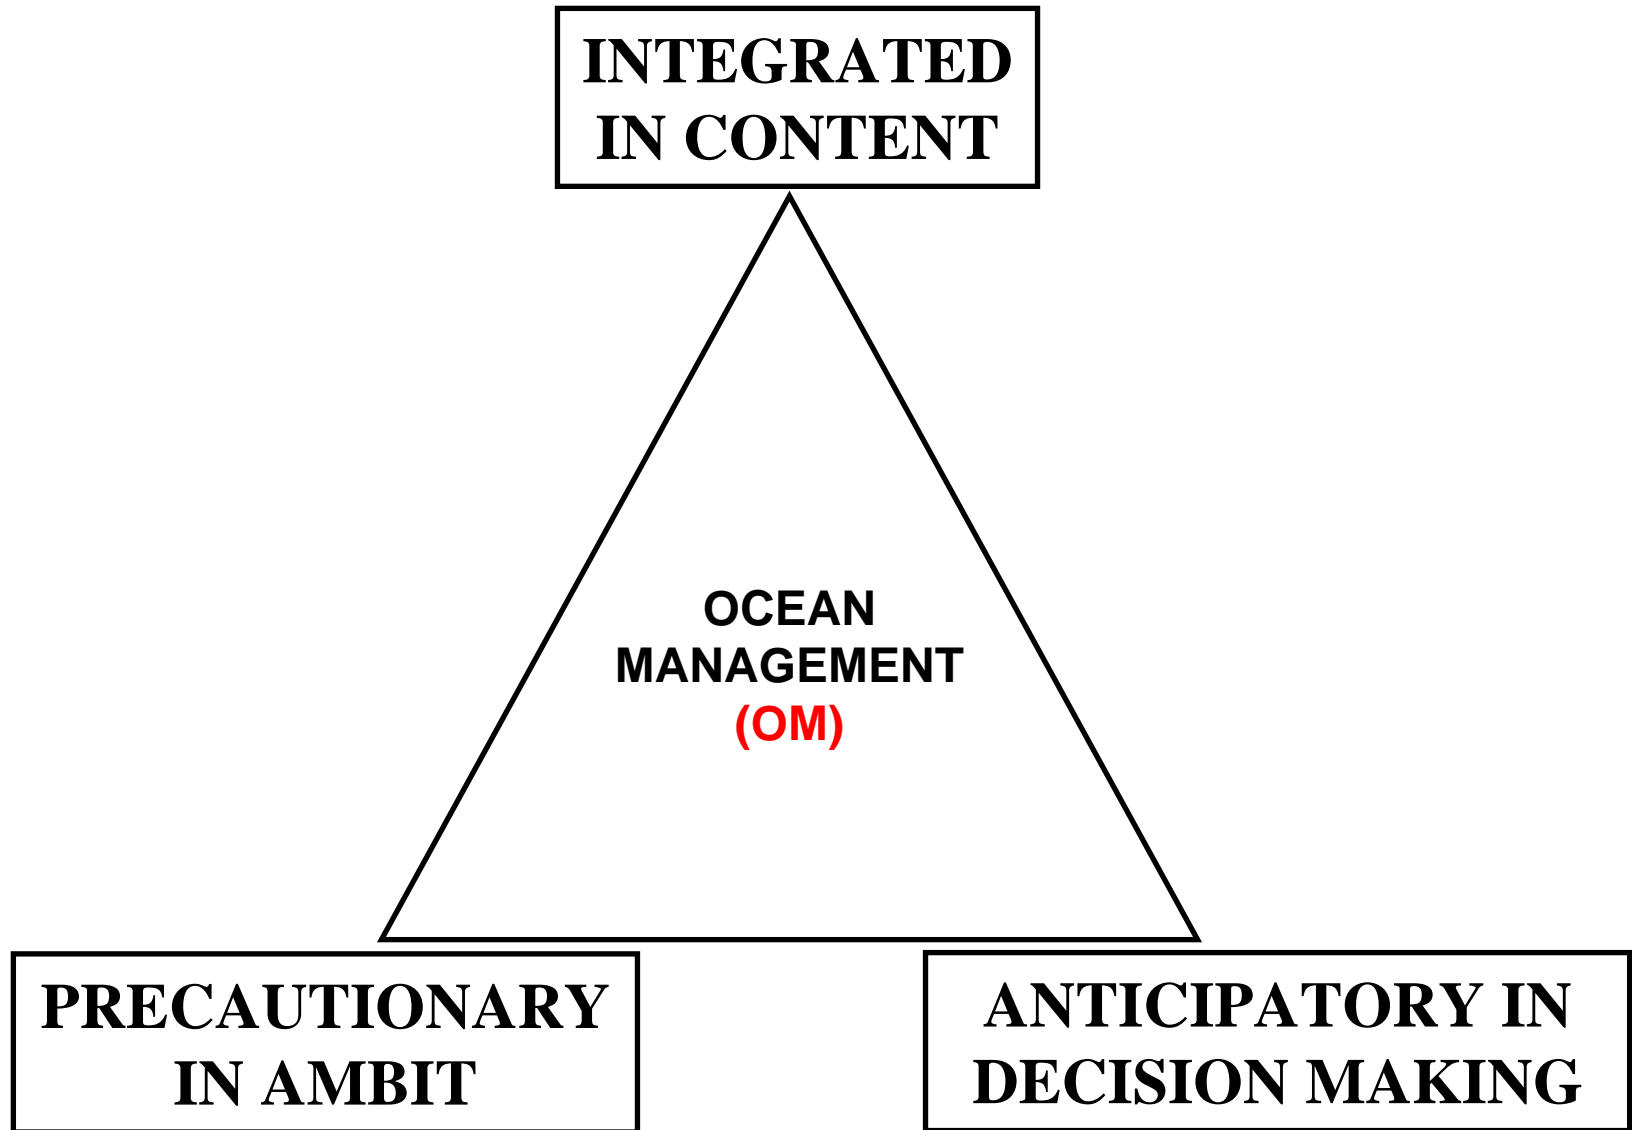 INTEGRATED
IN CONTENT
OCEAN
MANAGEMENT
(OM)
PRECAUTIONARY
IN AMBIT
ANTICIPATORY IN
DECISION MAKING